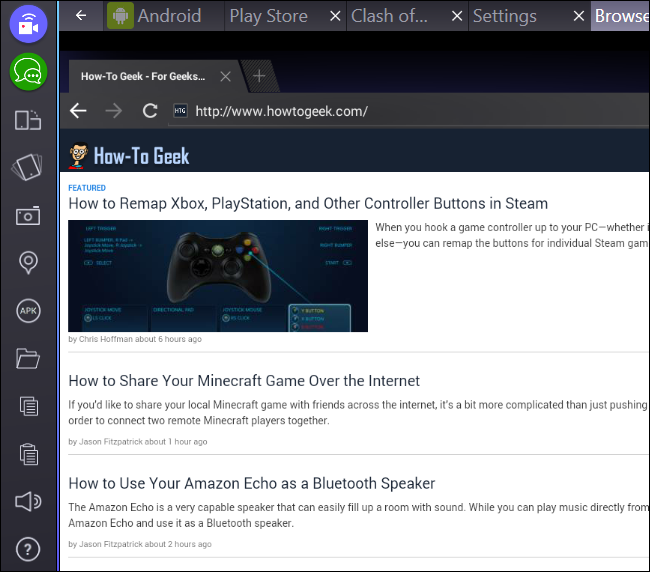 Android Play Store Clash of... Settings Browse
How-To Geek - For Geeks...
HTG http://www.howtogeek.com/
How-To Geek
FEATURED
How to Remap Xbox, PlayStation, and Other Controller Buttons in Steam
When you hook a game controller up to your PC—whether i
else—you can remap the buttons for individual Steam gam
LEFT TRIGGER
RIGHT TRIGGER
LEFT BUMPER
RIGHT BUMPER
SELECT
START
JOYSTICK MOVE
DIRECTIONAL PAD
JOYSTICK MOVE
Y BUTTON
LS CLICK
RS CLICK
X BUTTON
B BUTTON
by Chris Hoffman about 6 hours ago
APK
How to Share Your Minecraft Game Over the Internet
If you'd like to share your local Minecraft game with friends across the internet, it's a bit more complicated than just pushing
order to connect two remote Minecraft players together.
by Jason Fitzpatrick about 1 hour ago
How to Use Your Amazon Echo as a Bluetooth Speaker
The Amazon Echo is a very capable speaker that can easily fill up a room with sound. While you can play music directly from
Amazon Echo and use it as a Bluetooth speaker.
by Jason Fitzpatrick about 2 hours ago